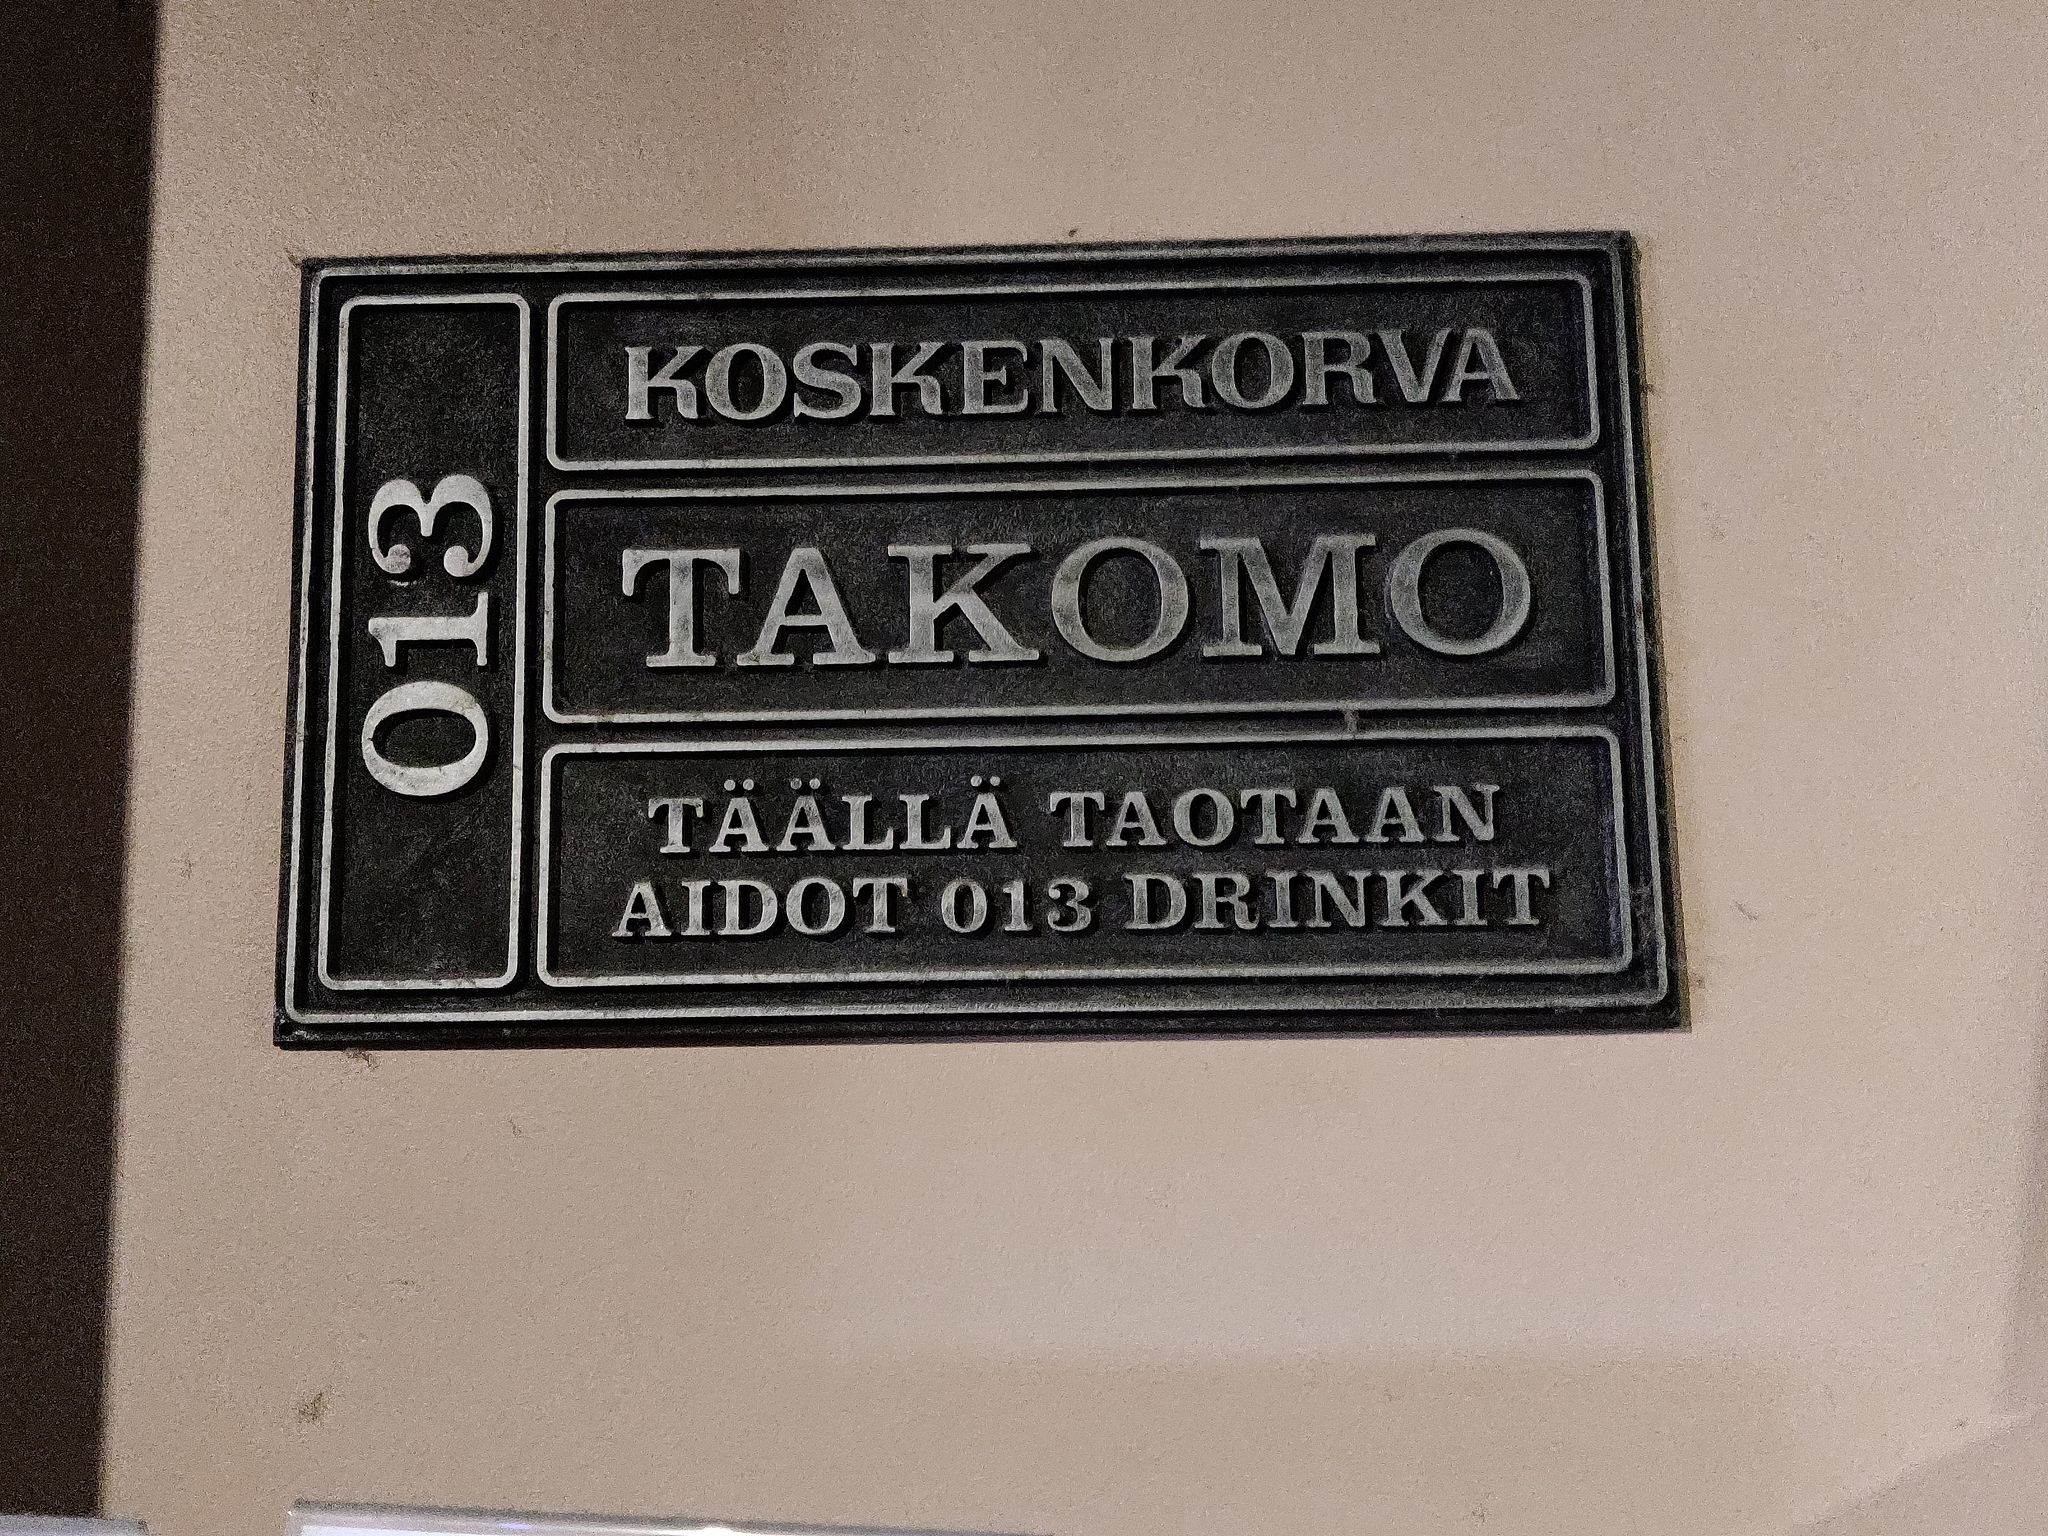 013
KOSKENKORVA
TAKOMO
TÄÄLLÄ TAOTAAN
AIDOT 013 DRINKIT